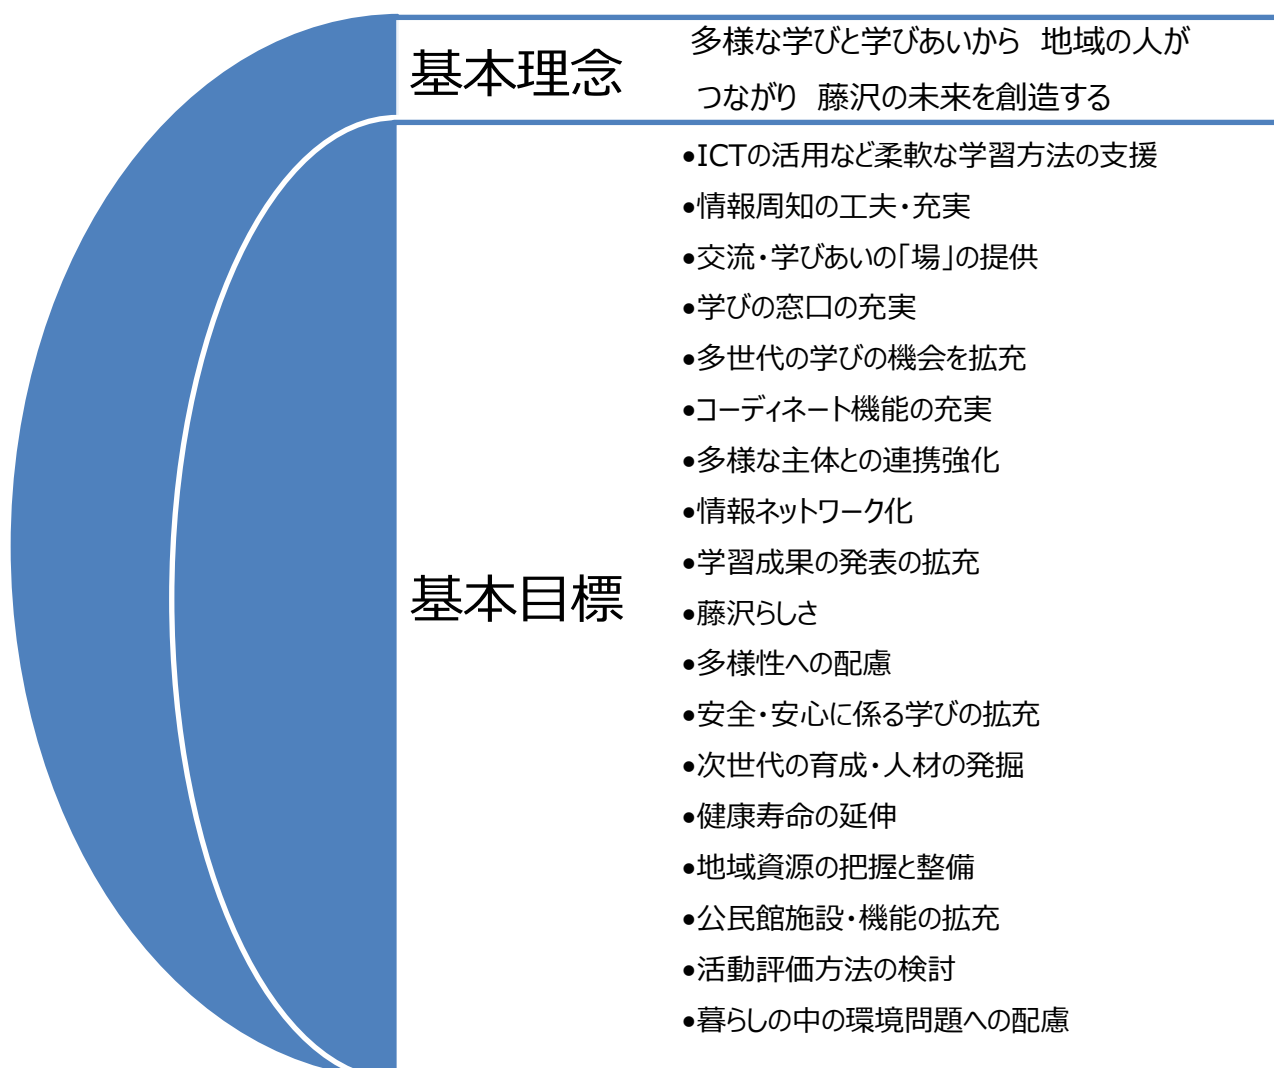 基本理念
多様な学びと学びあいから　地域の人が
つながり　藤沢の未来を創造する
基本目標
•ICTの活用など柔軟な学習方法の支援
•情報周知の工夫・充実
•交流・学びあいの「場」の提供
•学びの窓口の充実
•多世代の学びの機会を拡充
•コーディネート機能の充実
•多様な主体との連携強化
•情報ネットワーク化
•学習成果の発表の拡充
•藤沢らしさ
•多様性への配慮
•安全・安心に係る学びの拡充
•次世代の育成・人材の発掘
•健康寿命の延伸
•地域資源の把握と整備
•公民館施設・機能の拡充
•活動評価方法の検討
•暮らしの中の環境問題への配慮